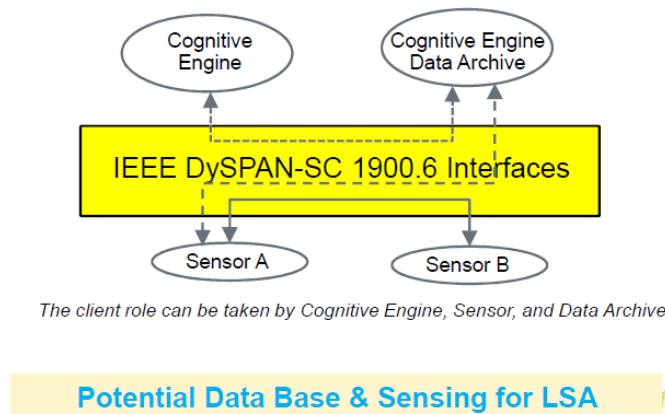 Cognitive
Engine
Cognitive Engine
Data Archive
IEEE DySPAN-SC 1900.6 Interfaces
Sensor A
Sensor B
The client role can be taken by Cognitive Engine, Sensor, and Data Archive
Potential Data Base & Sensing for LSA